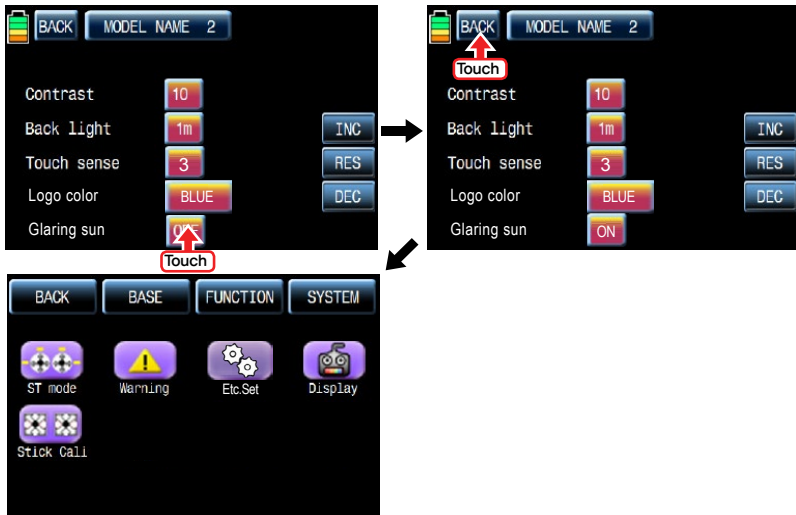 BACK MODEL NAME 2
Contrast 10
Back light 1m INC
Touch sense 3 RES
Logo color BLUE DEC
Glaring sun
Touch
BACK MODEL NAME 2
Touch
Contrast 10
Back light 1m INC
Touch sense 3 RES
Logo color BLUE DEC
Glaring sun ON
BACK BASE FUNCTION SYSTEM
ST mode Warning Etc.Set Display
Stick Cali